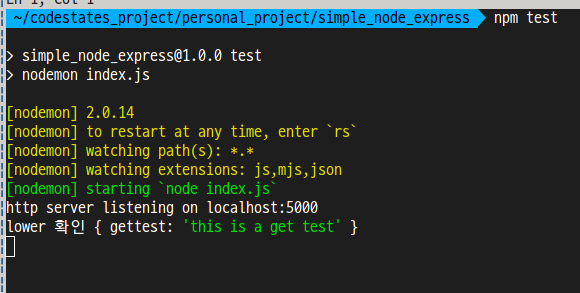 Ln 1, Col 1
~/codestates_project/personal_project/simple_node_express npm test
> simple_node_express@1.0.0 test
> nodemon index.js
[nodemon] 2.0.14
[nodemon] to restart at any time, enter `rs`
[nodemon] watching path(s): *.*
[nodemon] watching extensions: js,mjs,json
[nodemon] starting `node index.js`
http server listening on localhost:5000
lower 확인 { gettest: 'this is a get test' }